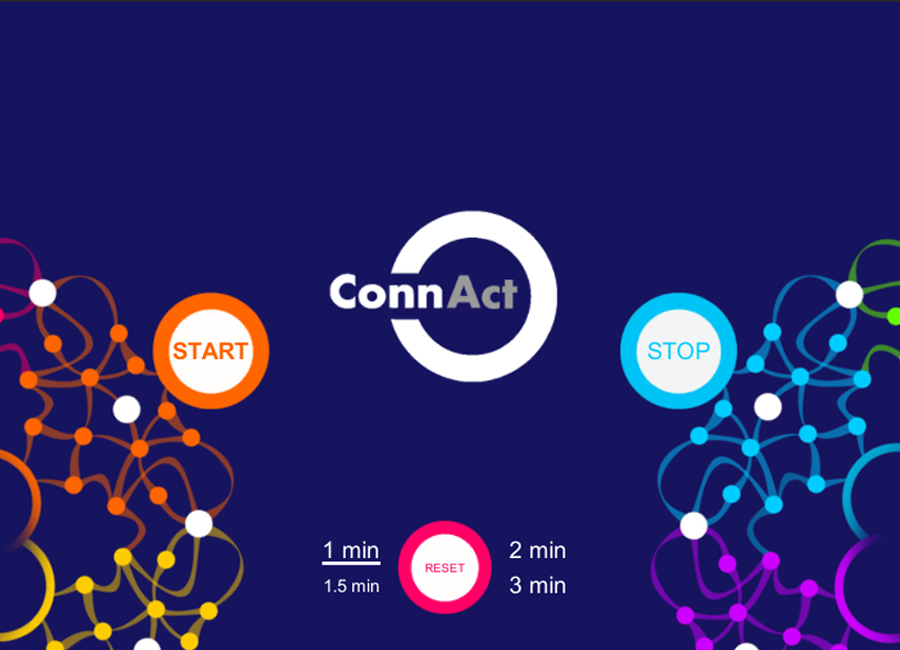 ConnAct
START
STOP
1 min
2 min
RESET
1.5 min
3 min